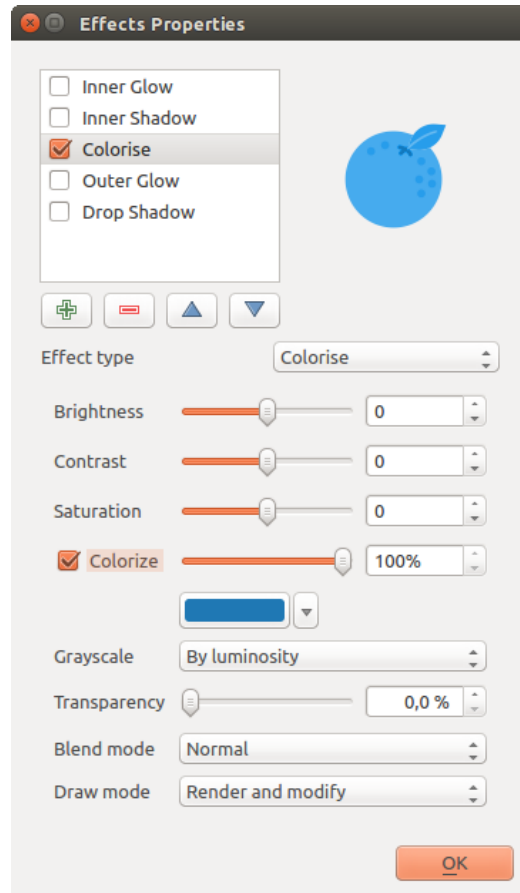 Effects Properties
Inner Glow
Inner Shadow
Colorise
Outer Glow
Drop Shadow
Effect type Colorise
Brightness 0
Contrast 0
Saturation 0
Colorize 100%
Grayscale By luminosity
Transparency 0,0 %
Blend mode Normal
Draw mode Render and modify
OK